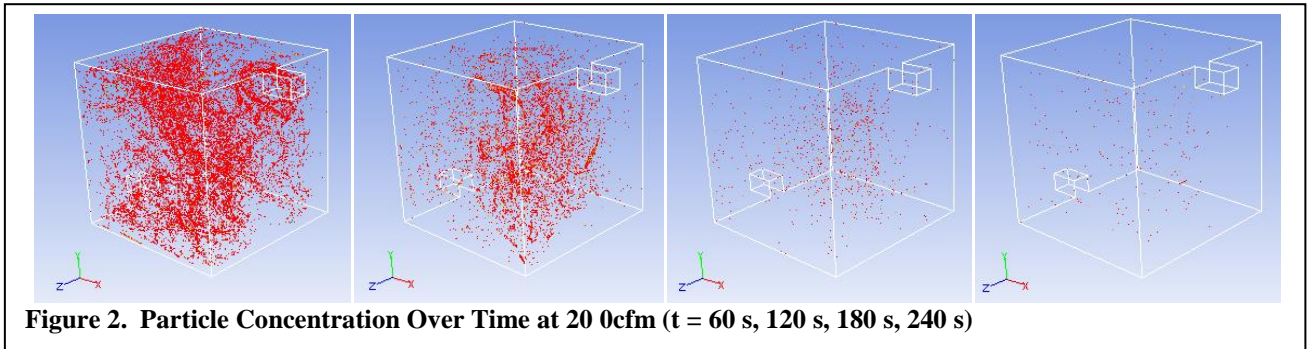 Y
Z X
Y
Z X
Y
Z X
Y
Z X
Figure 2. Particle Concentration Over Time at 20 0cfm (t = 60 s, 120 s, 180 s, 240 s)